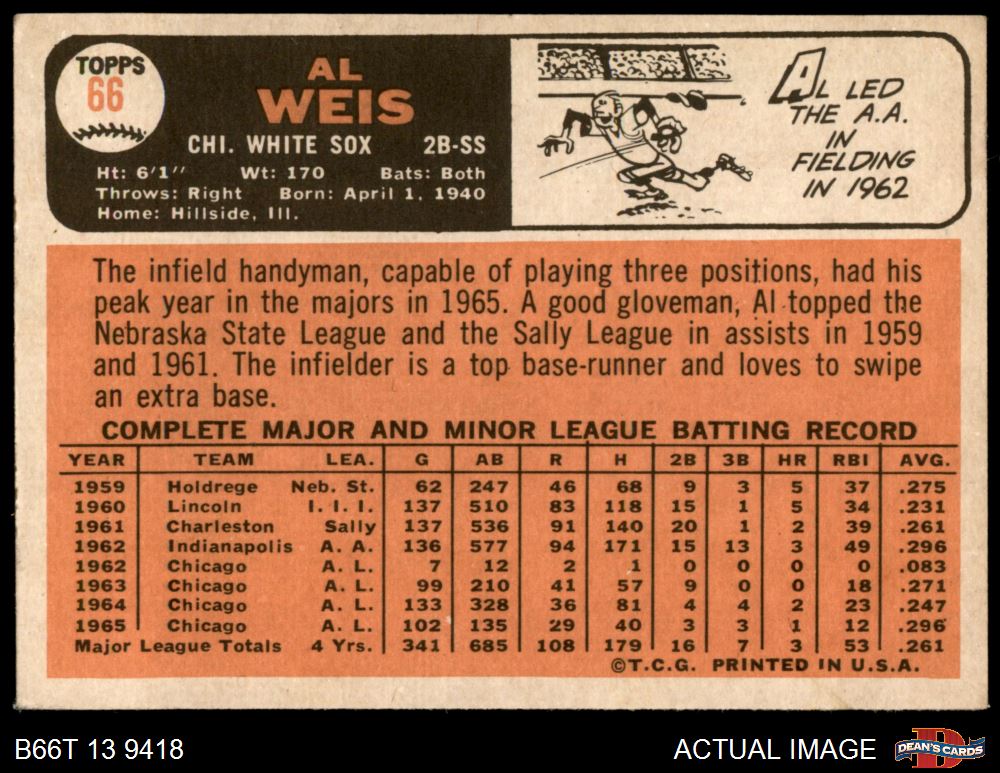 TOPPS
66
AL
WEIS
CHI. WHITE SOX 2B-SS
Ht: 6'1" Wt: 170 Bats: Both
Throws: Right Born: April 1, 1940
Home: Hillside, Ill.
AL LED
THE A.A.
IN
FIELDING
IN 1962
The infield handyman, capable of playing three positions, had his
peak year in the majors in 1965. A good gloveman, Al topped the
Nebraska State League and the Sally League in assists in 1959
and 1961. The infielder is a top base-runner and loves to swipe
an extra base.
COMPLETE MAJOR AND MINOR LEAGUE BATTING RECORD
YEAR TEAM LEA. G AB R H 2B 3B HR RBI AVG.
1959 Holdrege Neb. St. 62 247 46 68 9 3 5 37 .275
1960 Lincoln I. I. I. 137 510 83 118 15 1 5 34 .231
1961 Charleston Sally 137 536 91 140 20 1 2 39 .261
1962 Indianapolis A. A. 136 577 94 171 15 13 3 49 .296
1962 Chicago A. L. 7 12 2 1 0 0 0 0 .083
1963 Chicago A. L. 99 210 41 57 9 0 0 18 .271
1964 Chicago A. L. 133 328 36 81 4 4 2 23 .247
1965 Chicago A. L. 102 135 29 40 3 3 1 12 .296
Major League Totals 4 Yrs. 341 685 108 179 16 7 3 53 .261
©T.C.G. PRINTED IN U.S.A.
B66T 13 9418 ACTUAL IMAGE D DEAN'S CARDS